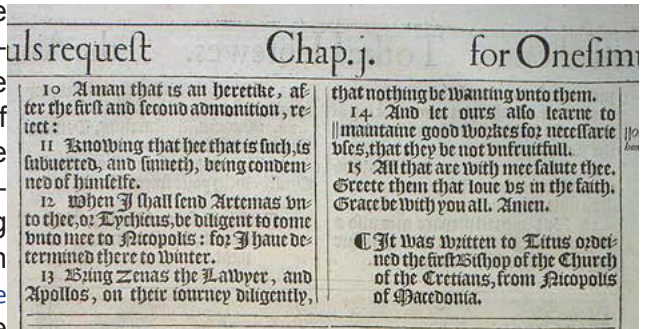 uls requeſt Chap.j. for Oneſimu
10 A man that is an heretike, af-
ter the firſt and ſecond admonition, re-
iect:
11 Knowing that hee that is ſuch, is
ſubuerted, and ſinneth, being condem-
ned of himſelfe.
12 When I ſhall ſend Artemas vn-
to thee, or Tychicus, be diligent to come
vnto mee to Nicopolis: for I haue de-
termined there to winter.
13 Bring Zenas the Lawyer, and
Apollos, on their iourney diligently,
that nothing be wanting vnto them.
14 And let ours alſo learne to
||maintaine good workes for neceſſarie
vſes, that they be not vnfruitfull.
15 All that are with mee ſalute thee.
Greete them that loue vs in the faith.
Grace be with you all. Amen.
¶ It was written to Titus ordei-
ned the firſt Biſhop of the Church
of the Cretians, from Nicopolis
of Macedonia.